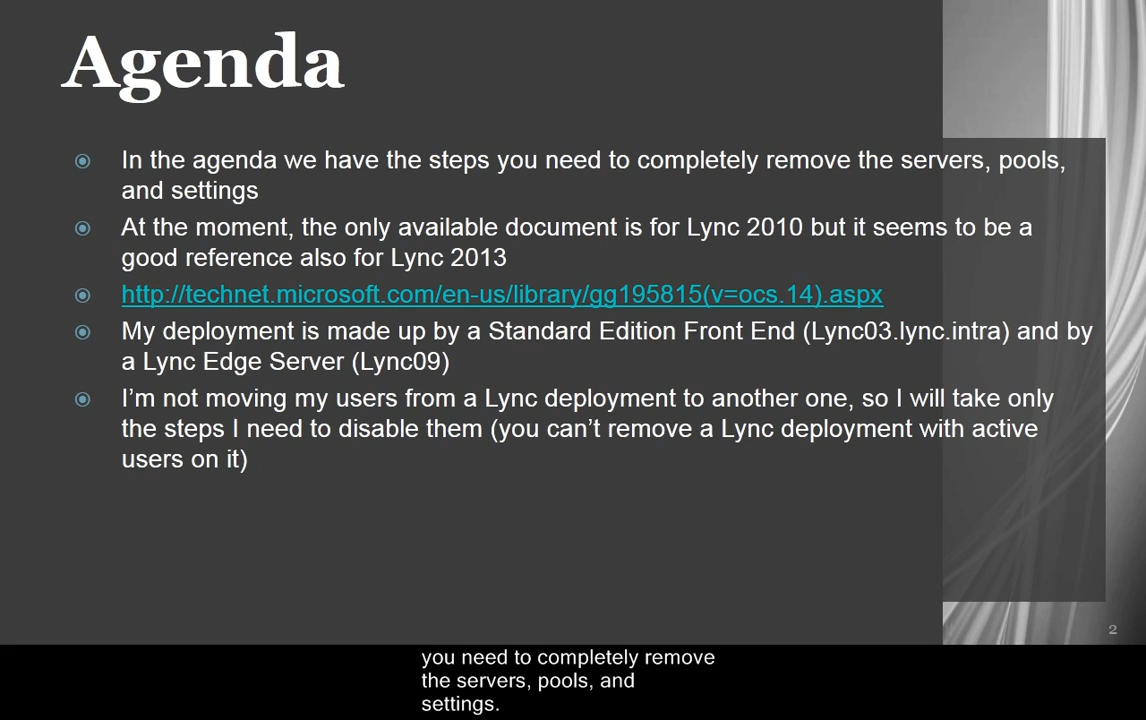 Agenda
In the agenda we have the steps you need to completely remove the servers, pools,
and settings
At the moment, the only available document is for Lync 2010 but it seems to be a
good reference also for Lync 2013
http://technet.microsoft.com/en-us/library/gg195815(v=ocs.14).aspx
My deployment is made up by a Standard Edition Front End (Lync03.lync.intra) and by
a Lync Edge Server (Lync09)
I’m not moving my users from a Lync deployment to another one, so I will take only
the steps I need to disable them (you can’t remove a Lync deployment with active
users on it)
2
you need to completely remove
the servers, pools, and
settings.